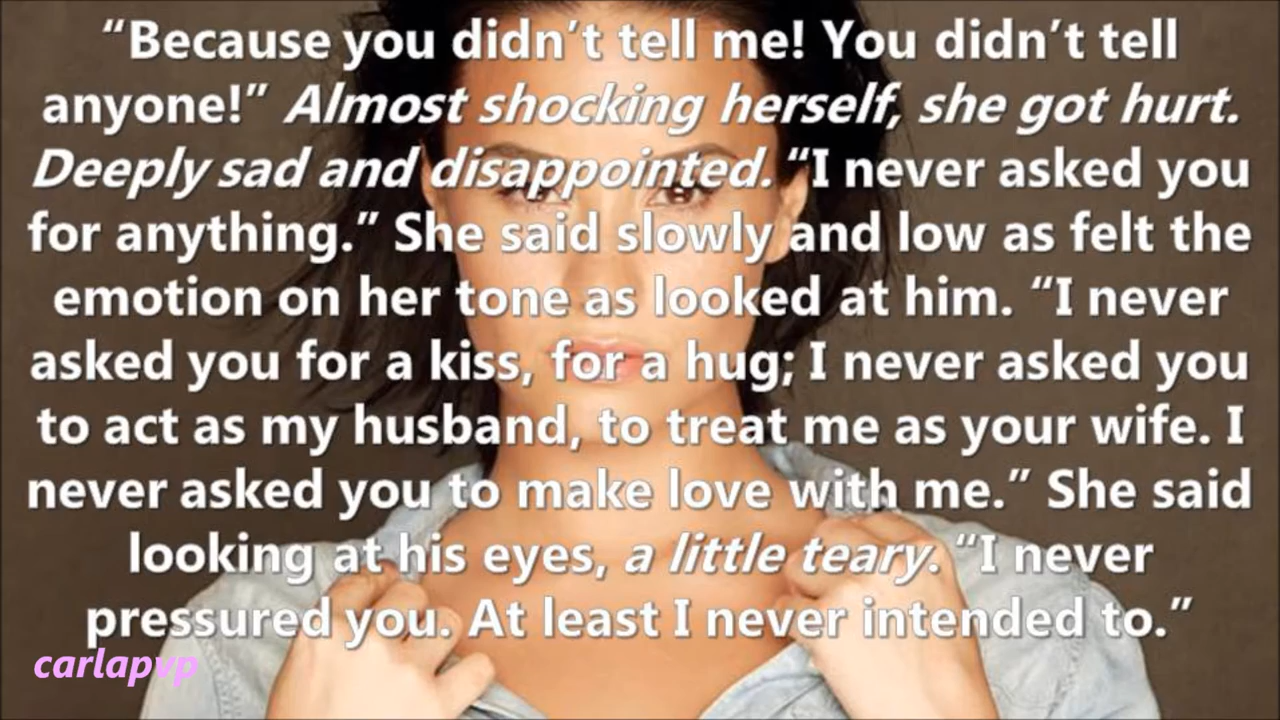 “Because you didn’t tell me! You didn’t tell
anyone!” Almost shocking herself, she got hurt.
Deeply sad and disappointed. “I never asked you
for anything.” She said slowly and low as felt the
emotion on her tone as looked at him. “I never
asked you for a kiss, for a hug; I never asked you
to act as my husband, to treat me as your wife. I
never asked you to make love with me.” She said
looking at his eyes, a little teary. “I never
pressured you. At least I never intended to.”
carlapvp